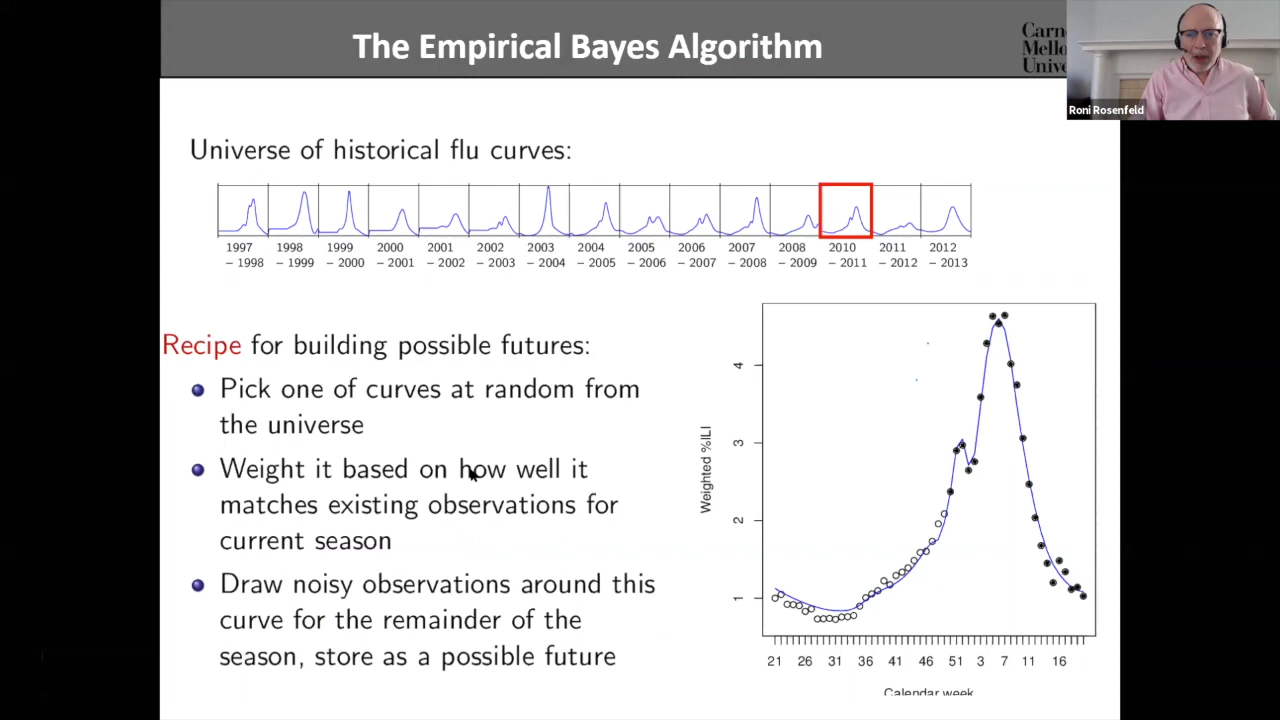 The Empirical Bayes Algorithm
Roni Rosenfeld
Universe of historical flu curves:
1997 1998 1999 2000 2001 2002 2003 2004 2005 2006 2007 2008 2010 2011 2012
– 1998 – 1999 – 2000 – 2001 – 2002 – 2003 – 2004 – 2005 – 2006 – 2007 – 2008 – 2009 – 2011 – 2012 – 2013
Recipe for building possible futures:
Pick one of curves at random from
the universe
Weight it based on how well it
matches existing observations for
current season
Draw noisy observations around this
curve for the remainder of the
season, store as a possible future
Weighted %ILI
4
3
2
1
21 26 31 36 41 46 51 3 7 11 16
Calendar week